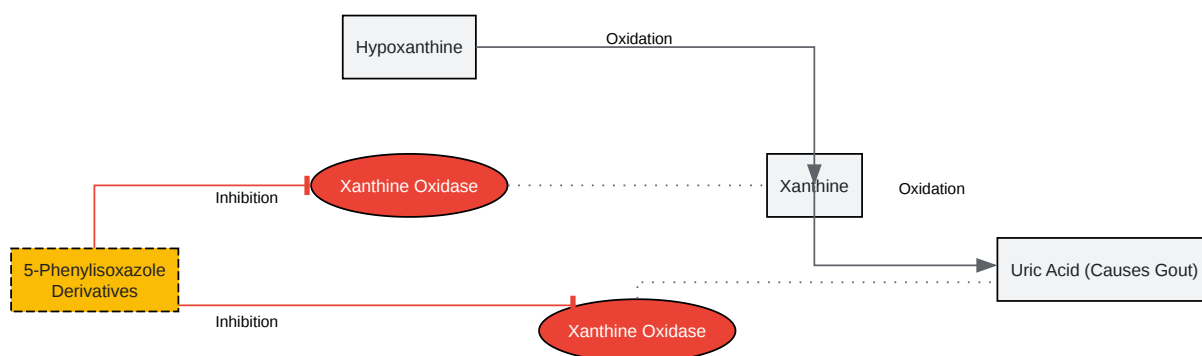 Hypoxanthine
Oxidation
Xanthine Oxidase
Xanthine
Oxidation
Inhibition
5-Phenylisoxazole
Derivatives
Uric Acid (Causes Gout)
Inhibition
Xanthine Oxidase